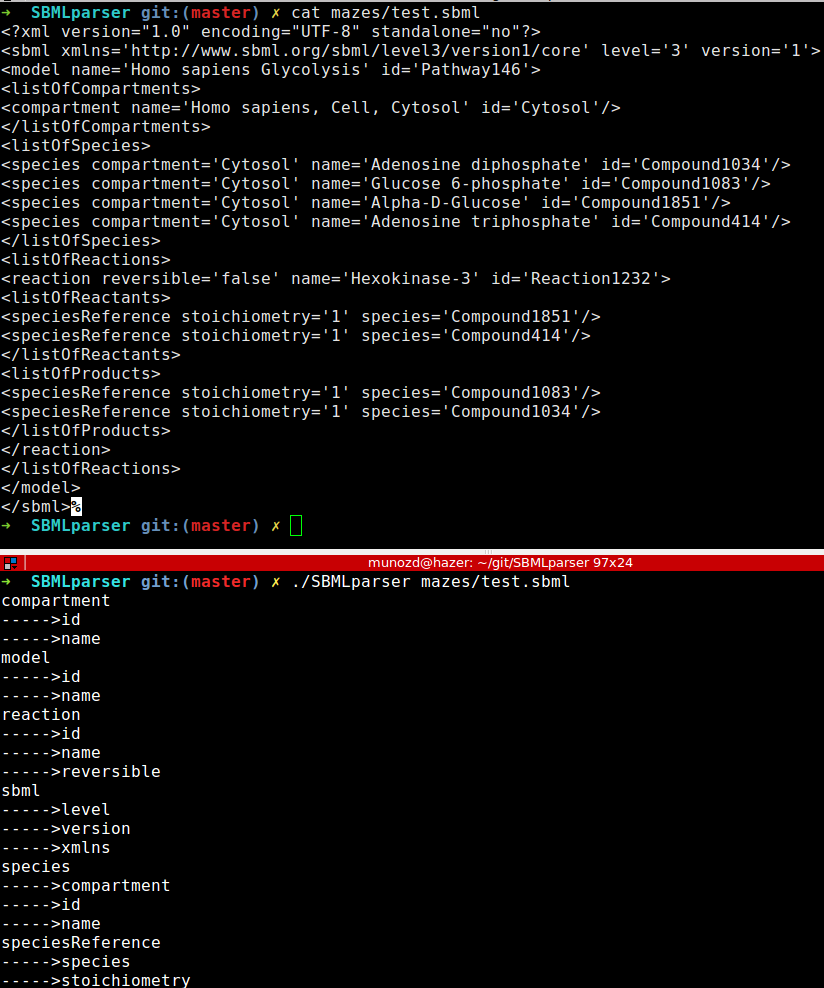 ➜  SBMLparser git:(master) ✗ cat mazes/test.sbml
<?xml version="1.0" encoding="UTF-8" standalone="no"?>
<sbml xmlns='http://www.sbml.org/sbml/level3/version1/core' level='3' version='1'>
<model name='Homo sapiens Glycolysis' id='Pathway146'>
<listOfCompartments>
<compartment name='Homo sapiens, Cell, Cytosol' id='Cytosol'/>
</listOfCompartments>
<listOfSpecies>
<species compartment='Cytosol' name='Adenosine diphosphate' id='Compound1034'/>
<species compartment='Cytosol' name='Glucose 6-phosphate' id='Compound1083'/>
<species compartment='Cytosol' name='Alpha-D-Glucose' id='Compound1851'/>
<species compartment='Cytosol' name='Adenosine triphosphate' id='Compound414'/>
</listOfSpecies>
<listOfReactions>
<reaction reversible='false' name='Hexokinase-3' id='Reaction1232'>
<listOfReactants>
<speciesReference stoichiometry='1' species='Compound1851'/>
<speciesReference stoichiometry='1' species='Compound414'/>
</listOfReactants>
<listOfProducts>
<speciesReference stoichiometry='1' species='Compound1083'/>
<speciesReference stoichiometry='1' species='Compound1034'/>
</listOfProducts>
</reaction>
</listOfReactions>
</model>
</sbml>%
➜  SBMLparser git:(master) ✗
munozd@hazer: ~/git/SBMLparser 97x24
➜  SBMLparser git:(master) ✗ ./SBMLparser mazes/test.sbml
compartment
----->id
----->name
model
----->id
----->name
reaction
----->id
----->name
----->reversible
sbml
----->level
----->version
----->xmlns
species
----->compartment
----->id
----->name
speciesReference
----->species
----->stoichiometry